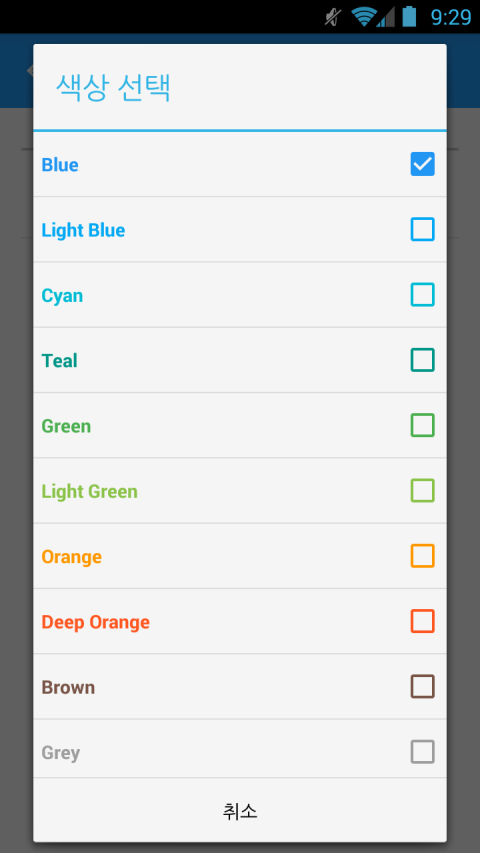 9:29
색상 선택
Blue
Light Blue
Cyan
Teal
Green
Light Green
Orange
Deep Orange
Brown
Grey
취소